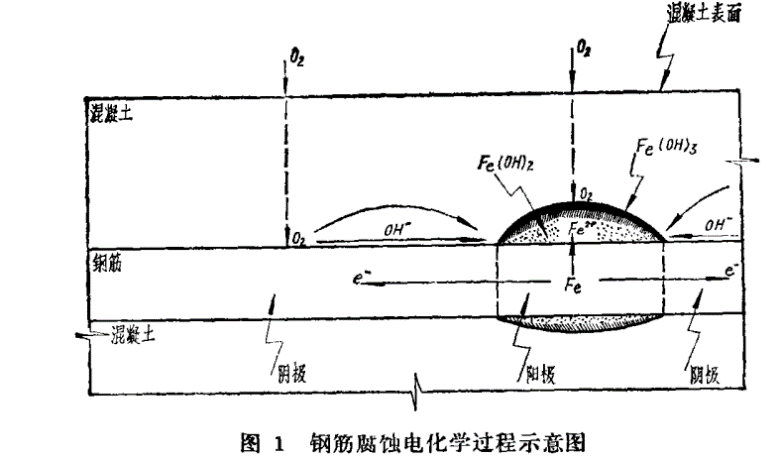 混凝土表面
O₂
O₂
混凝土
Fe(OH)₂
Fe(OH)₃
O₂
O₂
OH⁻
Fe²⁺
OH⁻
钢筋
e⁻
Fe
e⁻
混凝土
阴极
阳极
阴极
图 1 钢筋腐蚀电化学过程示意图